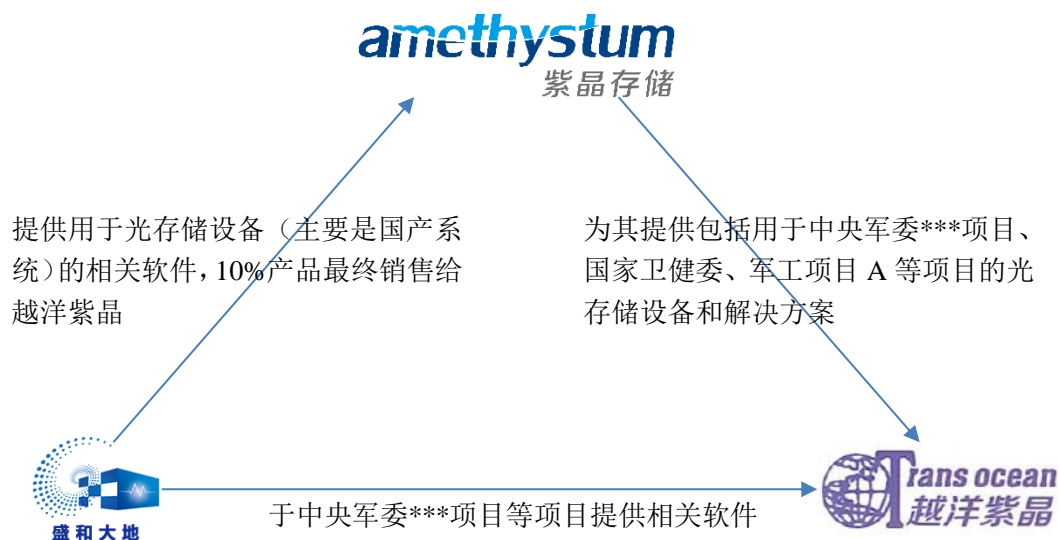 amethystum
紫晶存储
提供用于光存储设备（主要是国产系
统）的相关软件，10%产品最终销售给
越洋紫晶
为其提供包括用于中央军委***项目、
国家卫健委、军工项目 A 等项目的光
存储设备和解决方案
盛和大地
于中央军委***项目等项目提供相关软件
Trans ocean
越洋紫晶